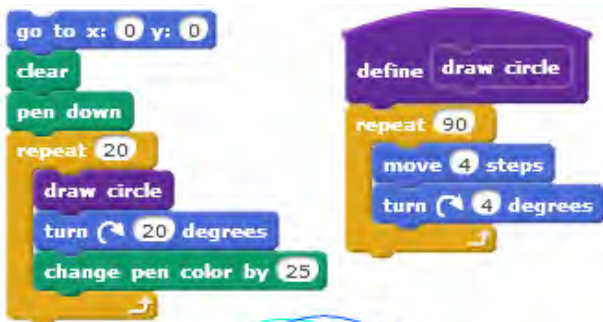 go to x: 0 y: 0
clear
pen down
repeat 20
draw circle
turn 20 degrees
change pen color by 25
define draw circle
repeat 90
move 4 steps
turn 4 degrees